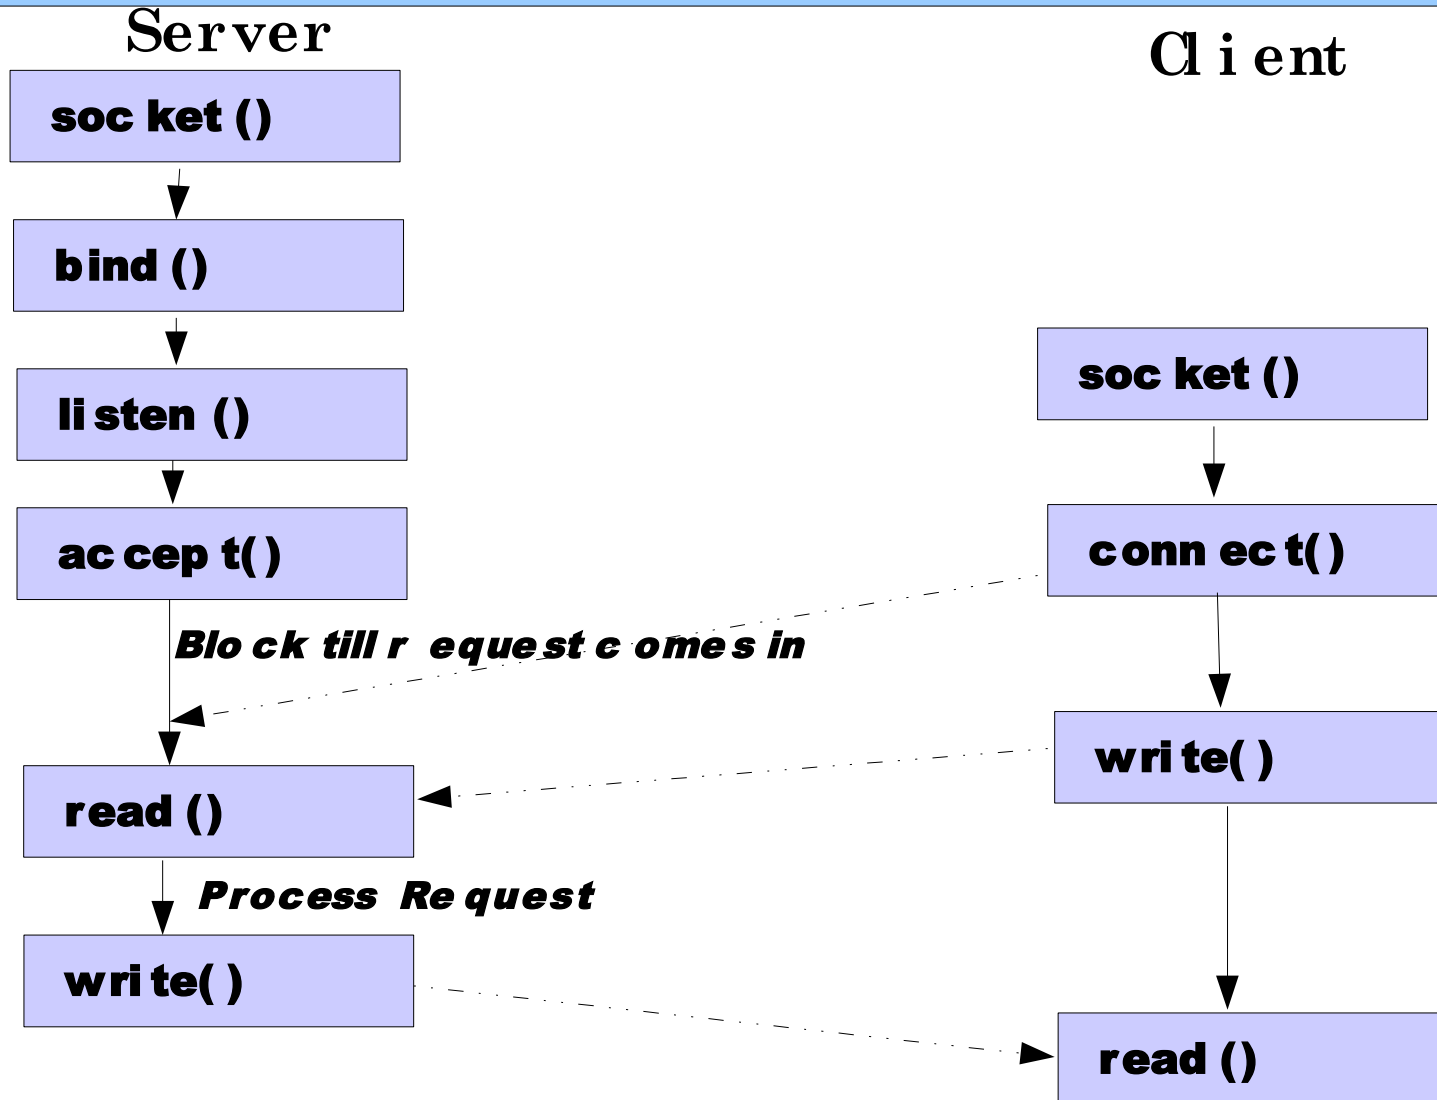 Server
socket ()
bind ()
listen ()
accept()
Block till request comes in
read ()
Process Request
write()
Client
socket ()
connect()
write()
read ()